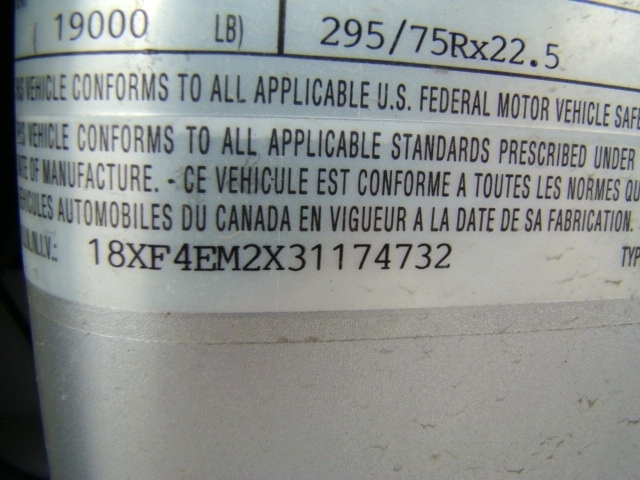 ( 19000 LB) 295/75Rx22.5
VEHICLE CONFORMS TO ALL APPLICABLE U.S. FEDERAL MOTOR VEHICLE SAFE
VEHICLE CONFORMS TO ALL APPLICABLE STANDARDS PRESCRIBED UNDER
OF MANUFACTURE. - CE VEHICULE EST CONFORME A TOUTES LES NORMES QU
AUTOMOBILES DU CANADA EN VIGUEUR A LA DATE DE SA FABRICATION.
N.I.V.: 18XF4EM2X31174732 TYP